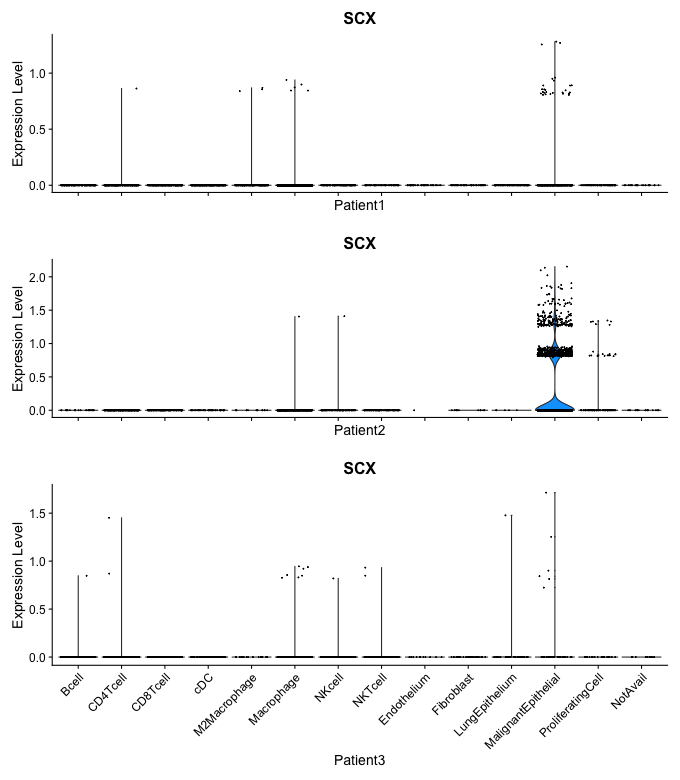 SCX
Expression Level
1.0
0.5
0.0
Patient1
SCX
Expression Level
2.0
1.5
1.0
0.5
0.0
Patient2
SCX
Expression Level
1.5
1.0
0.5
0.0
Bcell
CD4Tcell
CD8Tcell
cDC
M2Macrophage
Macrophage
NKcell
NKTcell
Endothelium
Fibroblast
LungEpithelium
MalignantEpithelial
ProliferatingCell
NotAvail
Patient3